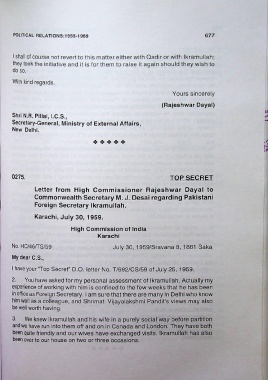 POLITICAL RELATIONS: 1958-1969 677
I shall of course not revert to this matter either with Qadir or with Ikramullah;
they took the initiative and it is for them to raise it again should they wish to
do so.
With kind regards.
Yours sincerely
(Rajeshwar Dayal)
Shri N.R. Pillai, I.C.S.,
Secretary-General, Ministry of External Affairs,
New Delhi.
♦ ♦ ♦ ♦ ♦
0275. TOP SECRET
Letter from High Commissioner Rajeshwar Dayal to
Commonwealth Secretary M. J. Desai regarding Pakistani
Foreign Secretary Ikramullah.
Karachi, July 30, 1959.
High Commission of India
Karachi
No. HC/46/TS/59 July 30, 1959/Sravana 8, 1881 Saka
My dear C.S.,
I have your "Top Secret" D.O. letter No. T/692/CS/59 of July 25, 1959.
2. You have asked for my personal assessment of Ikramullah. Actually my
experience of working with him is confined to the few weeks that he has been
in office as Foreign Secretary. I am sure that there are many in Delhi who know
him well as a colleague, and Shrimati Vijayalakshmi Pandit's views may also
be well worth having.
3. We knew Ikramullah and his wife in a purely social way before partition
and we have run into them off and on in Canada and London. They have both
been quite friendly and our wives have exchanged visits. Ikramullah has also
been over to our house on two or three occasions.